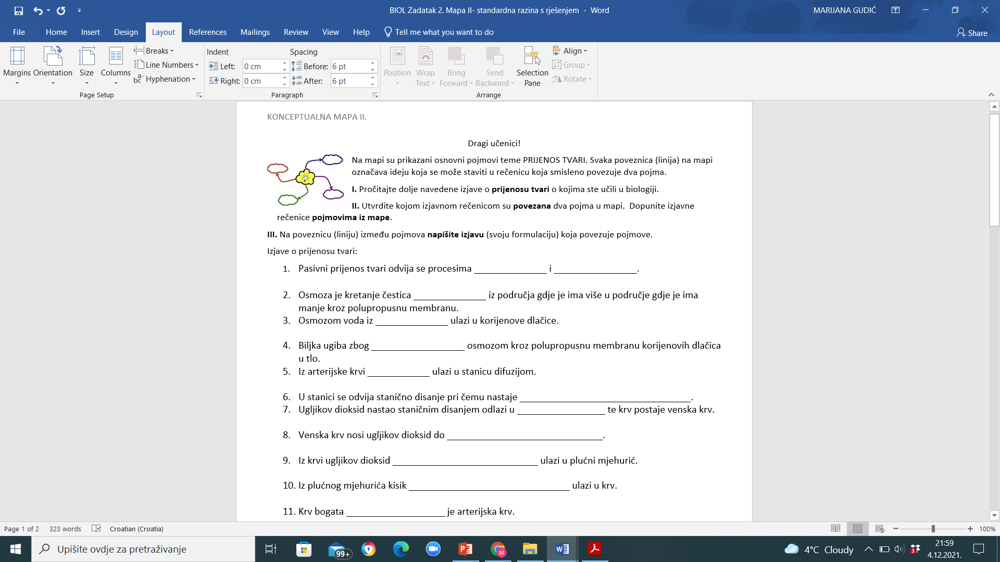 BIOL Zadatak 2. Mapa II- standardna razina s rješenjem - Word
MARIJANA GUDIĆ
File Home Insert Design Layout References Mailings Review View Help Tell me what you want to do Share
Margins Orientation Size Columns
Breaks
Line Numbers
Hyphenation
Page Setup
Indent Spacing
Left: 0 cm Before: 6 pt
Right: 0 cm After: 6 pt
Paragraph
Position Wrap Text Bring Forward Send Backward Selection Pane
Align
Group
Rotate
Arrange
KONCEPTUALNA MAPA II.
Dragi učenici!
Na mapi su prikazani osnovni pojmovi teme PRIJENOS TVARI. Svaka poveznica (linija) na mapi
označava ideju koja se može staviti u rečenicu koja smisleno povezuje dva pojma.
I. Pročitajte dolje navedene izjave o prijenosu tvari o kojima ste učili u biologiji.
II. Utvrdite kojom izjavnom rečenicom su povezana dva pojma u mapi. Dopunite izjavne
rečenice pojmovima iz mape.
III. Na poveznicu (liniju) između pojmova napišite izjavu (svoju formulaciju) koja povezuje pojmove.
Izjave o prijenosu tvari:
1. Pasivni prijenos tvari odvija se procesima ______________ i ________________.
2. Osmoza je kretanje čestica ______________ iz područja gdje je ima više u područje gdje je ima
manje kroz polupropusnu membranu.
3. Osmozom voda iz ______________ ulazi u korijenove dlačice.
4. Biljka ugiba zbog __________________ osmozom kroz polupropusnu membranu korijenovih dlačica
u tlo.
5. Iz arterijske krvi ____________ ulazi u stanicu difuzijom.
6. U stanici se odvija stanično disanje pri čemu nastaje _________________________________.
7. Ugljikov dioksid nastao staničnim disanjem odlazi u _________________ te krv postaje venska krv.
8. Venska krv nosi ugljikov dioksid do ______________________________.
9. Iz krvi ugljikov dioksid ____________________________ ulazi u plućni mjehurić.
10. Iz plućnog mjehurića kisik _______________________________ ulazi u krv.
11. Krv bogata ___________________ je arterijska krv.
Page 1 of 2 323 words Croatian (Croatia) 100%
Upišite ovdje za pretraživanje
99+
M
3
4°C Cloudy
21:59
4.12.2021.